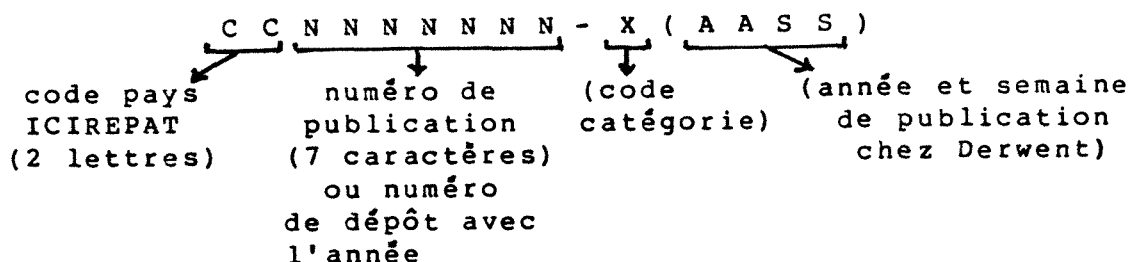 C C N N N N N N N - X ( A A S S )
code pays
ICIREPAT
(2 lettres)
numéro de
publication
(7 caractères)
ou numéro
de dépôt avec
l'année
(code
catégorie)
(année et semaine
de publication
chez Derwent)